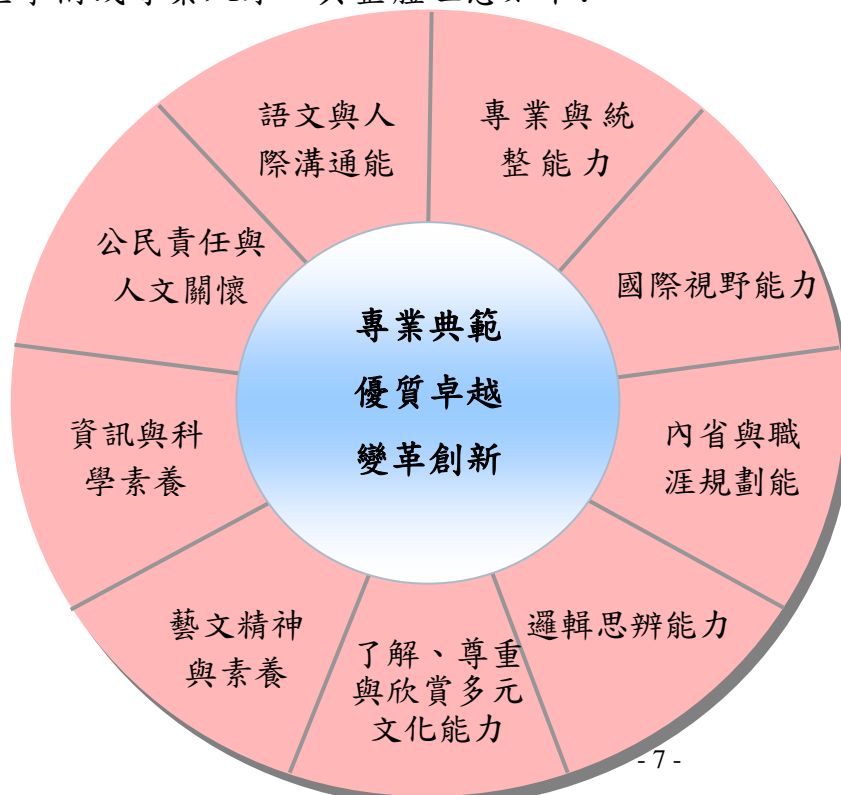 專業與統
整能力
國際視野能力
內省與職
涯規劃能
邏輯思辨能力
了解、尊重
與欣賞多元
文化能力
藝文精神
與素養
資訊與科
學素養
公民責任與
人文關懷
語文與人
際溝通能
專業典範
優質卓越
變革創新
- 7 -